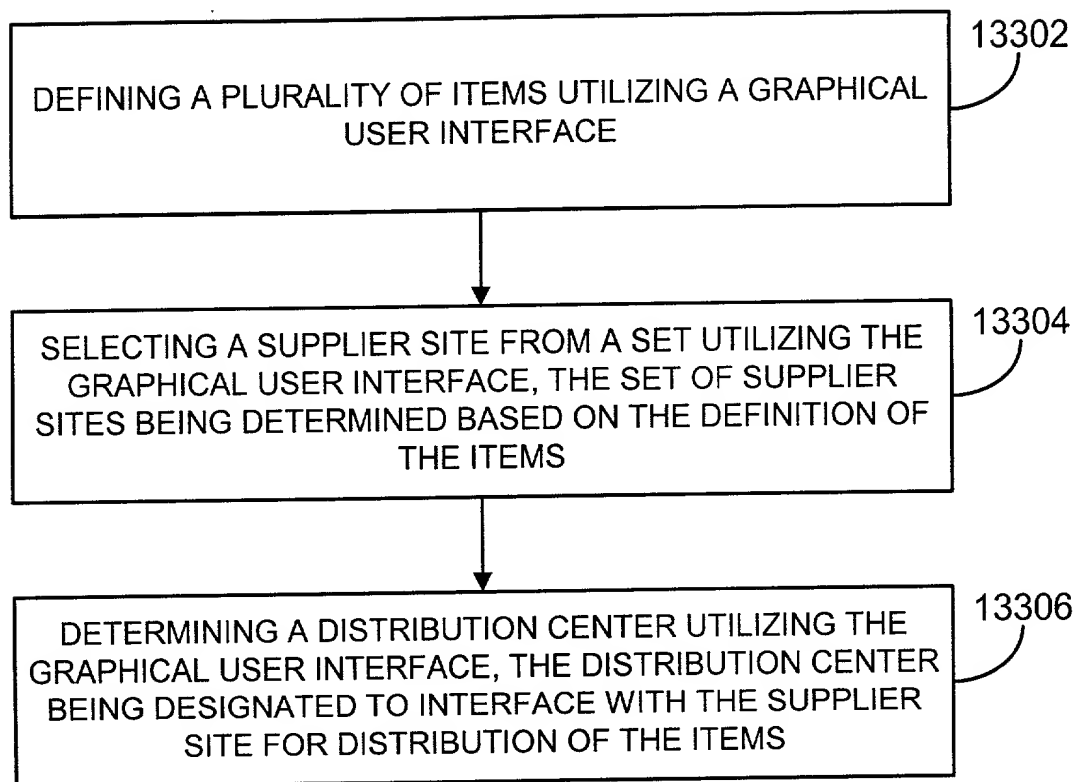 13302
DEFINING A PLURALITY OF ITEMS UTILIZING A GRAPHICAL
USER INTERFACE
13304
SELECTING A SUPPLIER SITE FROM A SET UTILIZING THE
GRAPHICAL USER INTERFACE, THE SET OF SUPPLIER
SITES BEING DETERMINED BASED ON THE DEFINITION OF
THE ITEMS
13306
DETERMINING A DISTRIBUTION CENTER UTILIZING THE
GRAPHICAL USER INTERFACE, THE DISTRIBUTION CENTER
BEING DESIGNATED TO INTERFACE WITH THE SUPPLIER
SITE FOR DISTRIBUTION OF THE ITEMS